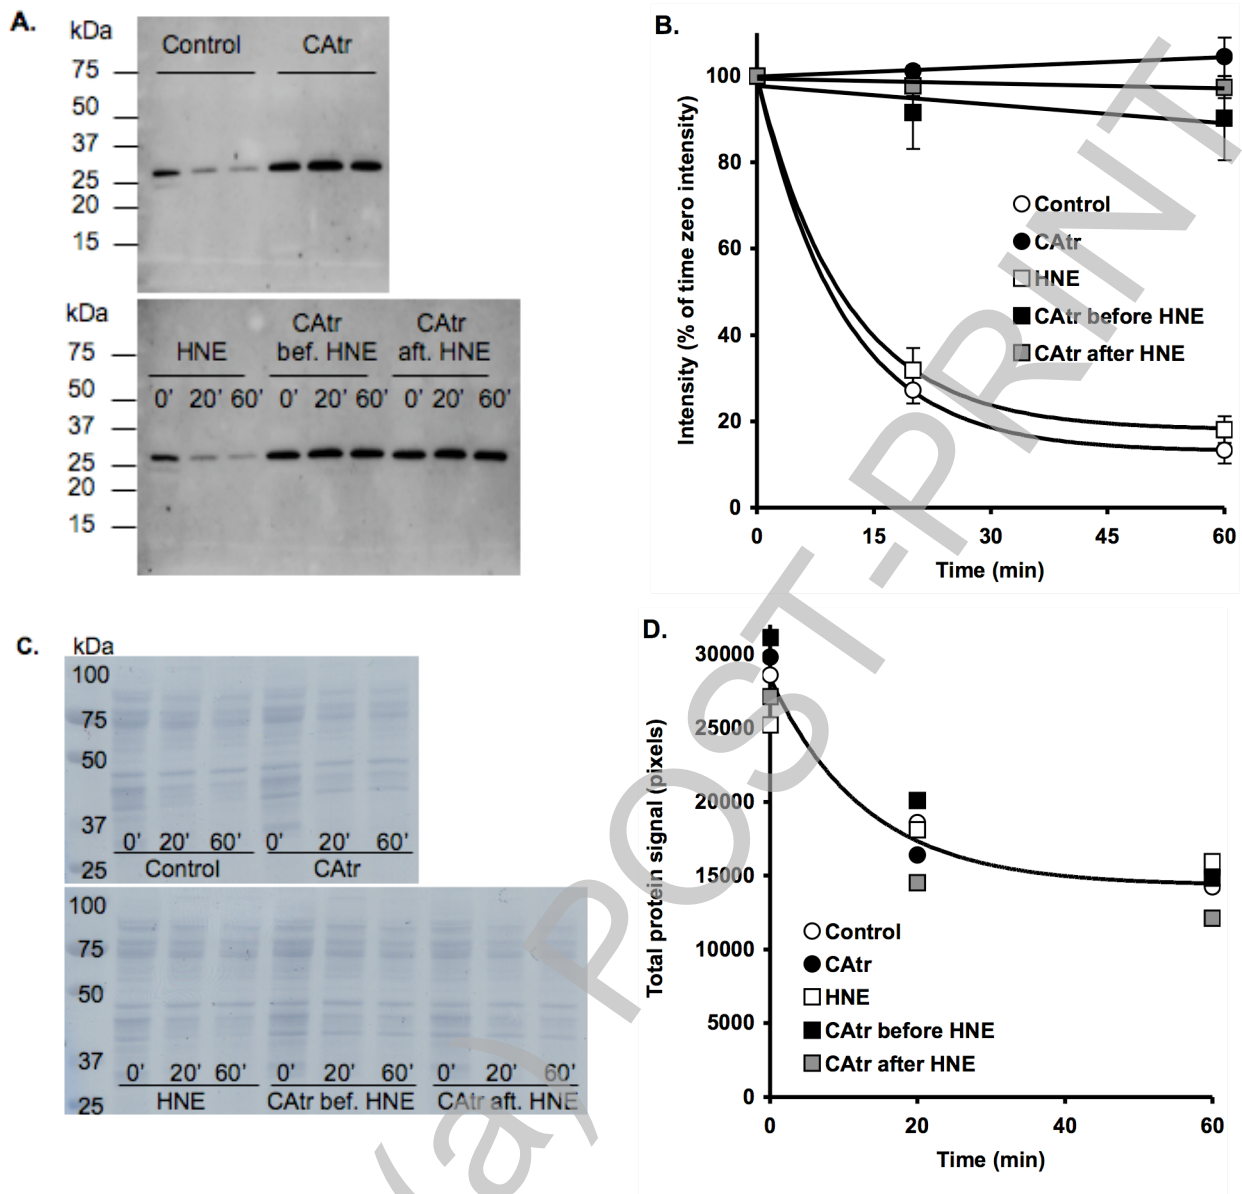 A.
kDa
Control CAtr
75
50
37
25
20
15
kDa
HNE
CAtr
bef. HNE
CAtr
aft. HNE
75
50
37
25
20
15
0' 20' 60' 0' 20' 60' 0' 20' 60'
B.
Intensity (% of time zero intensity)
100
80
60
40
20
0
0 15 30 45 60
Time (min)
Control
CAtr
HNE
CAtr before HNE
CAtr after HNE
C.
kDa
100
75
50
37
25
0' 20' 60' 0' 20' 60'
Control CAtr
100
75
50
37
25
0' 20' 60' 0' 20' 60' 0' 20' 60'
HNE CAtr bef. HNE CAtr aft. HNE
D.
Total protein signal (pixels)
30000
25000
20000
15000
10000
5000
0
0 20 40 60
Time (min)
Control
CAtr
HNE
CAtr before HNE
CAtr after HNE
(a) POST-PRINT